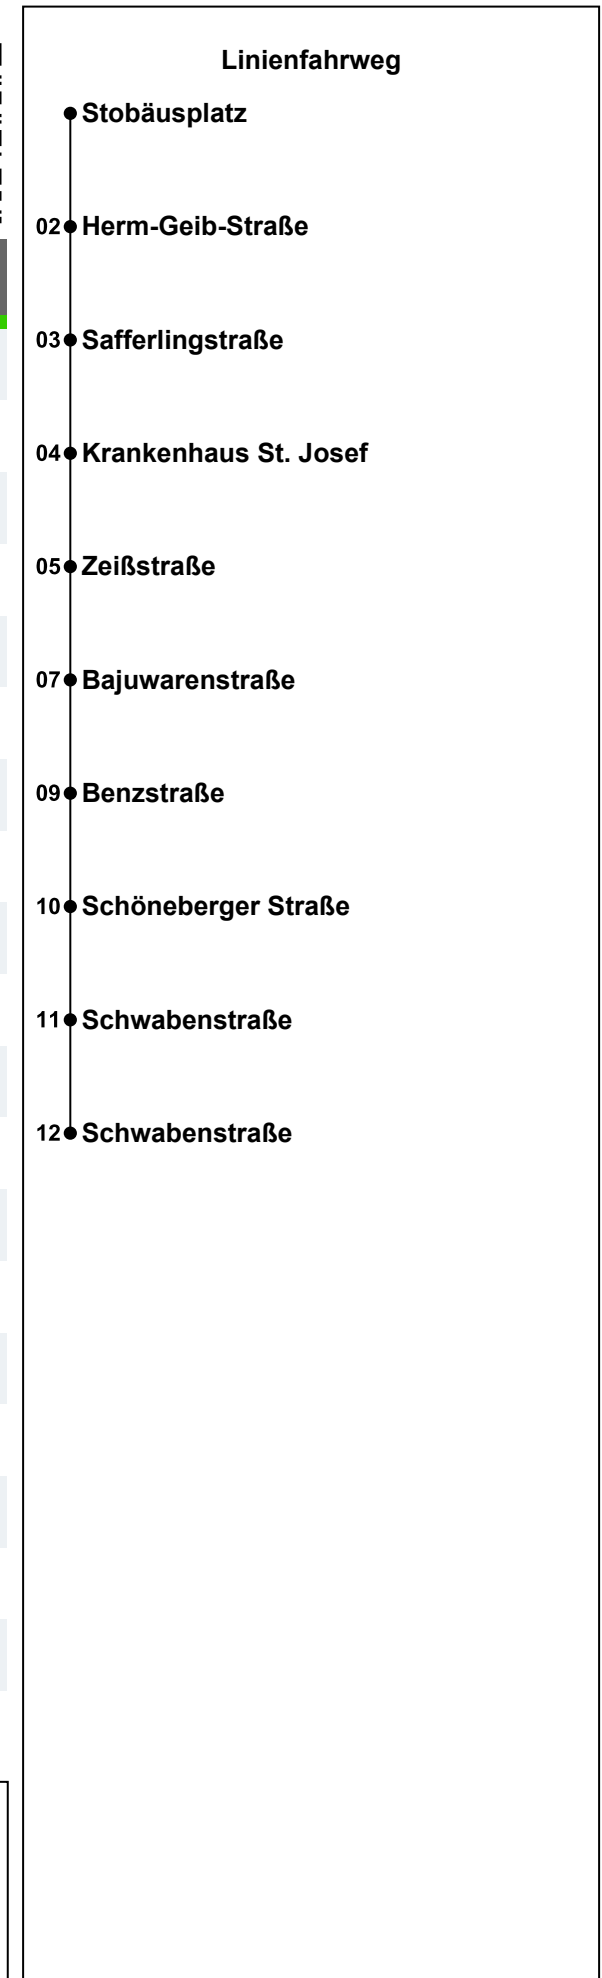 Linienfahrweg
Stobäusplatz
02 Herm-Geib-Straße
03 Safferlingstraße
04 Krankenhaus St. Josef
05 Zeißstraße
07 Bajuwarenstraße
09 Benzstraße
10 Schöneberger Straße
11 Schwabenstraße
12 Schwabenstraße